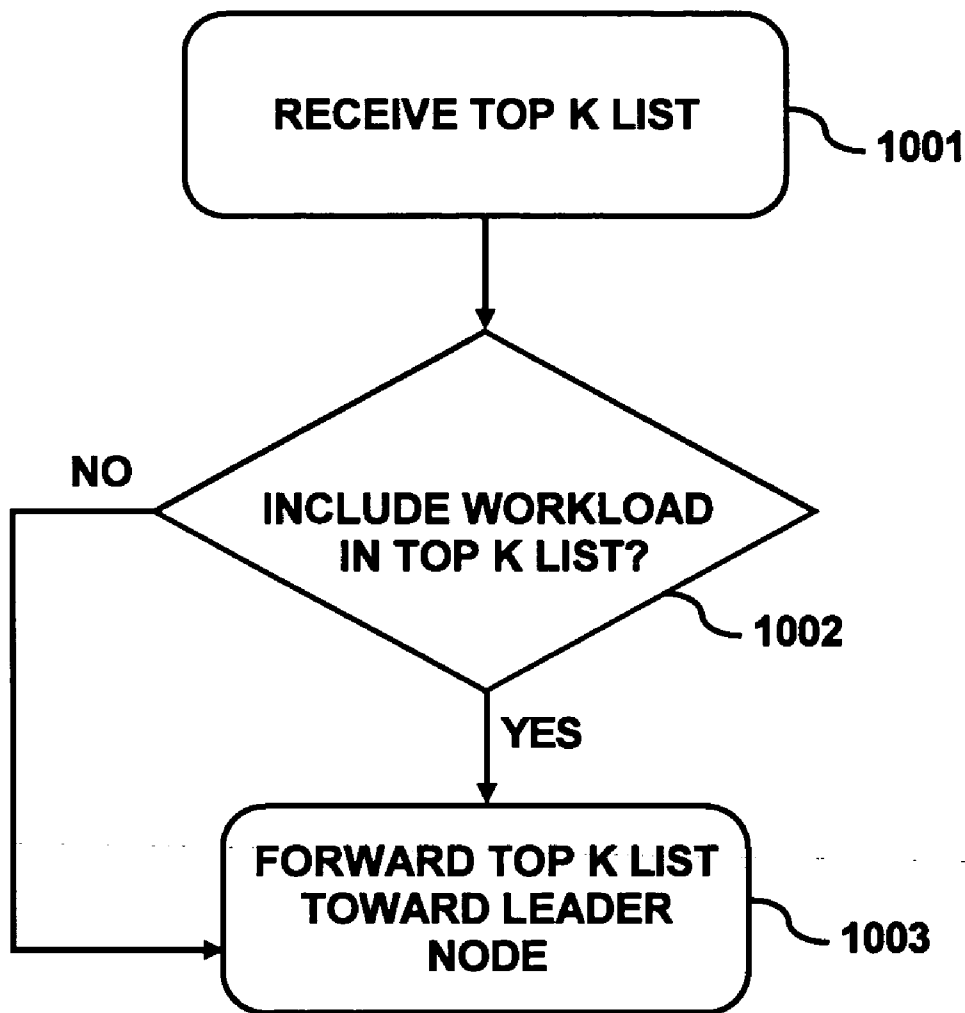 RECEIVE TOP K LIST
1001
NO
INCLUDE WORKLOAD
IN TOP K LIST?
1002
YES
FORWARD TOP K LIST
TOWARD LEADER
NODE
1003